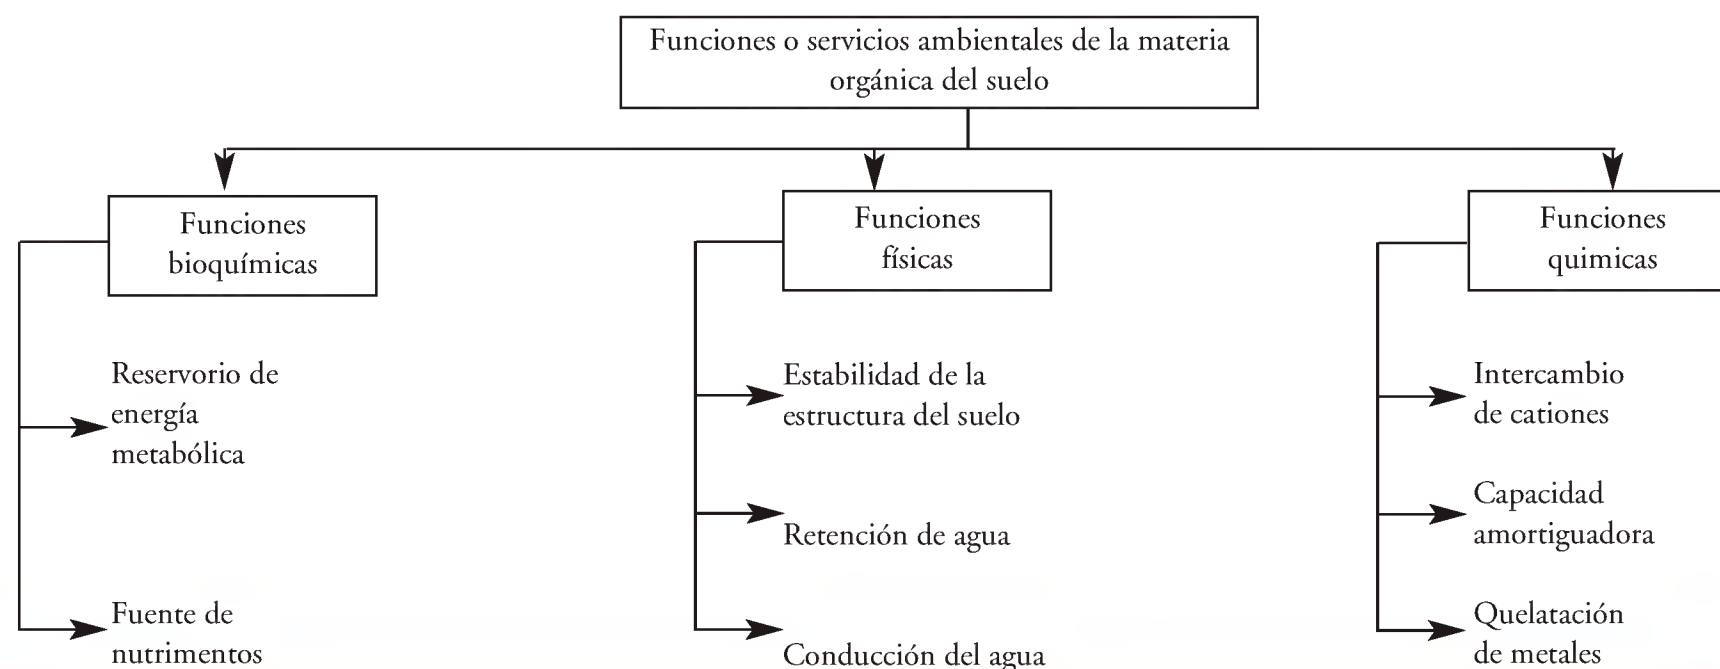 Funciones o servicios ambientales de la materia
orgánica del suelo
Funciones
bioquímicas
Reservorio de
energía
metabólica
Fuente de
nutrimentos
Funciones
físicas
Estabilidad de la
estructura del suelo
Retención de agua
Conducción del agua
Funciones
quimicas
Intercambio
de cationes
Capacidad
amortiguadora
Quelatación
de metales